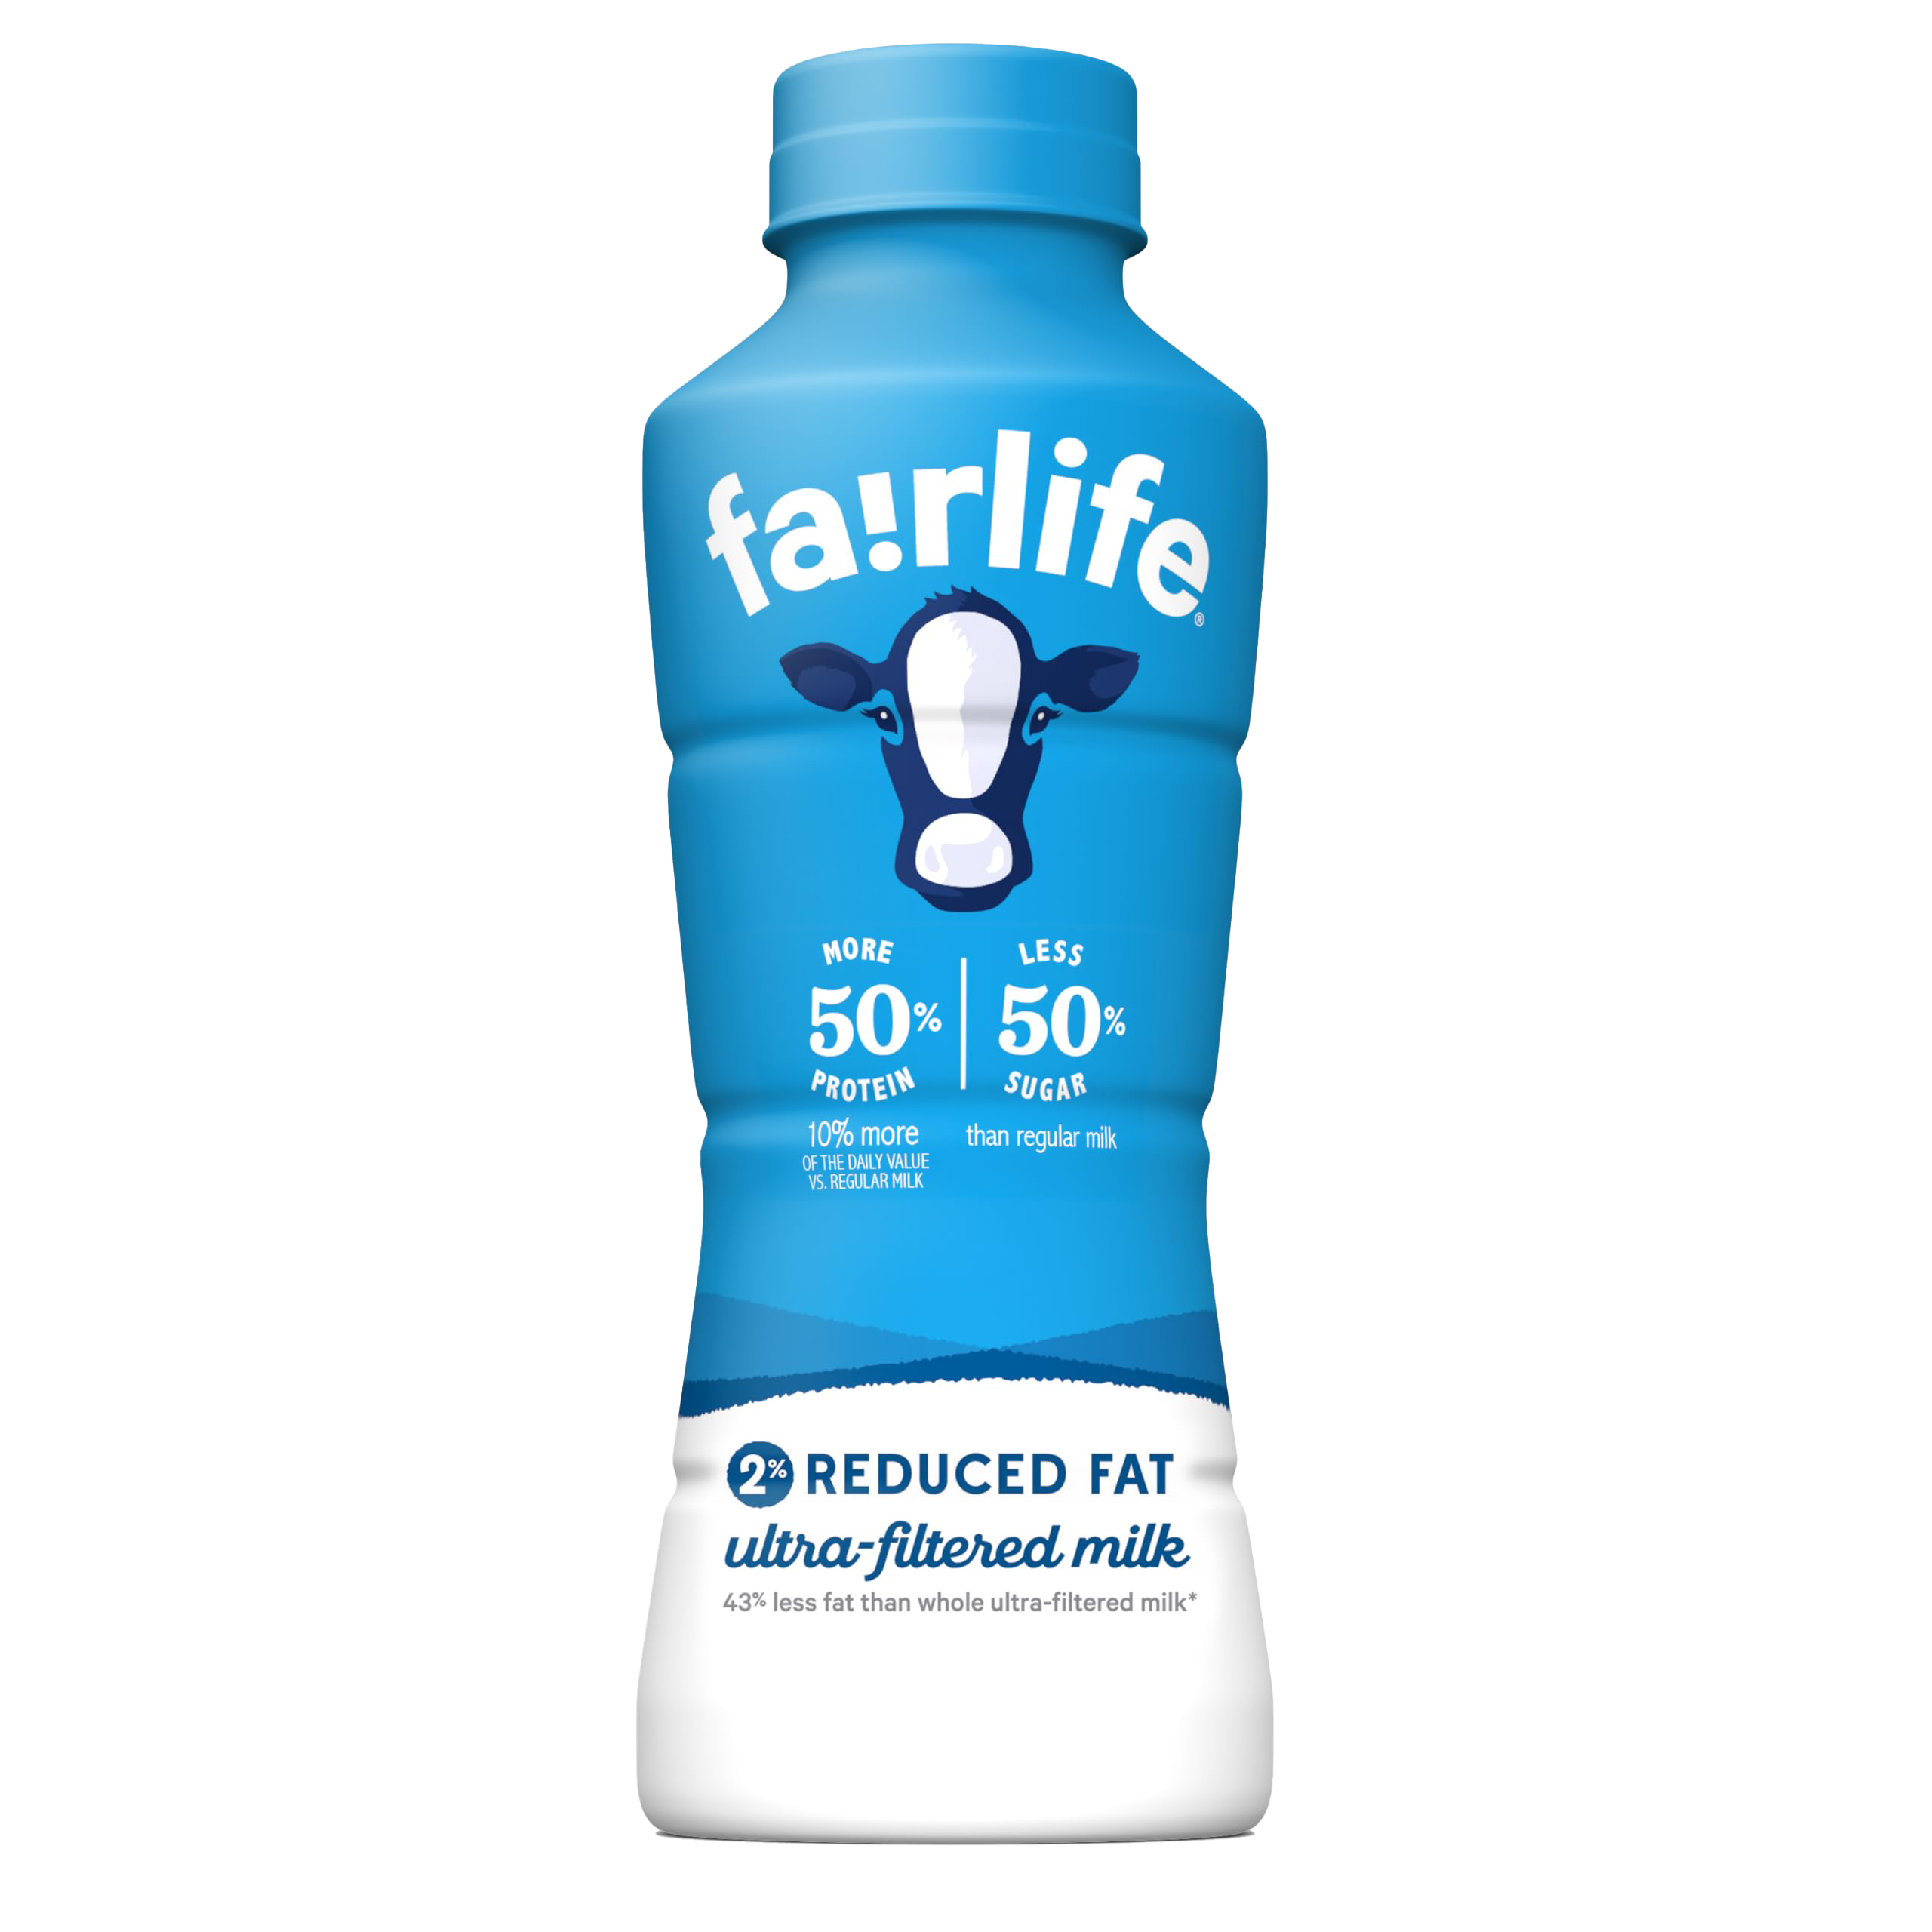 fa!rlife®
MORE
50%
PROTEIN
10% more
OF THE DAILY VALUE
VS. REGULAR MILK
LESS
50%
SUGAR
than regular milk
2% REDUCED FAT
ultra-filtered milk
43% less fat than whole ultra-filtered milk*